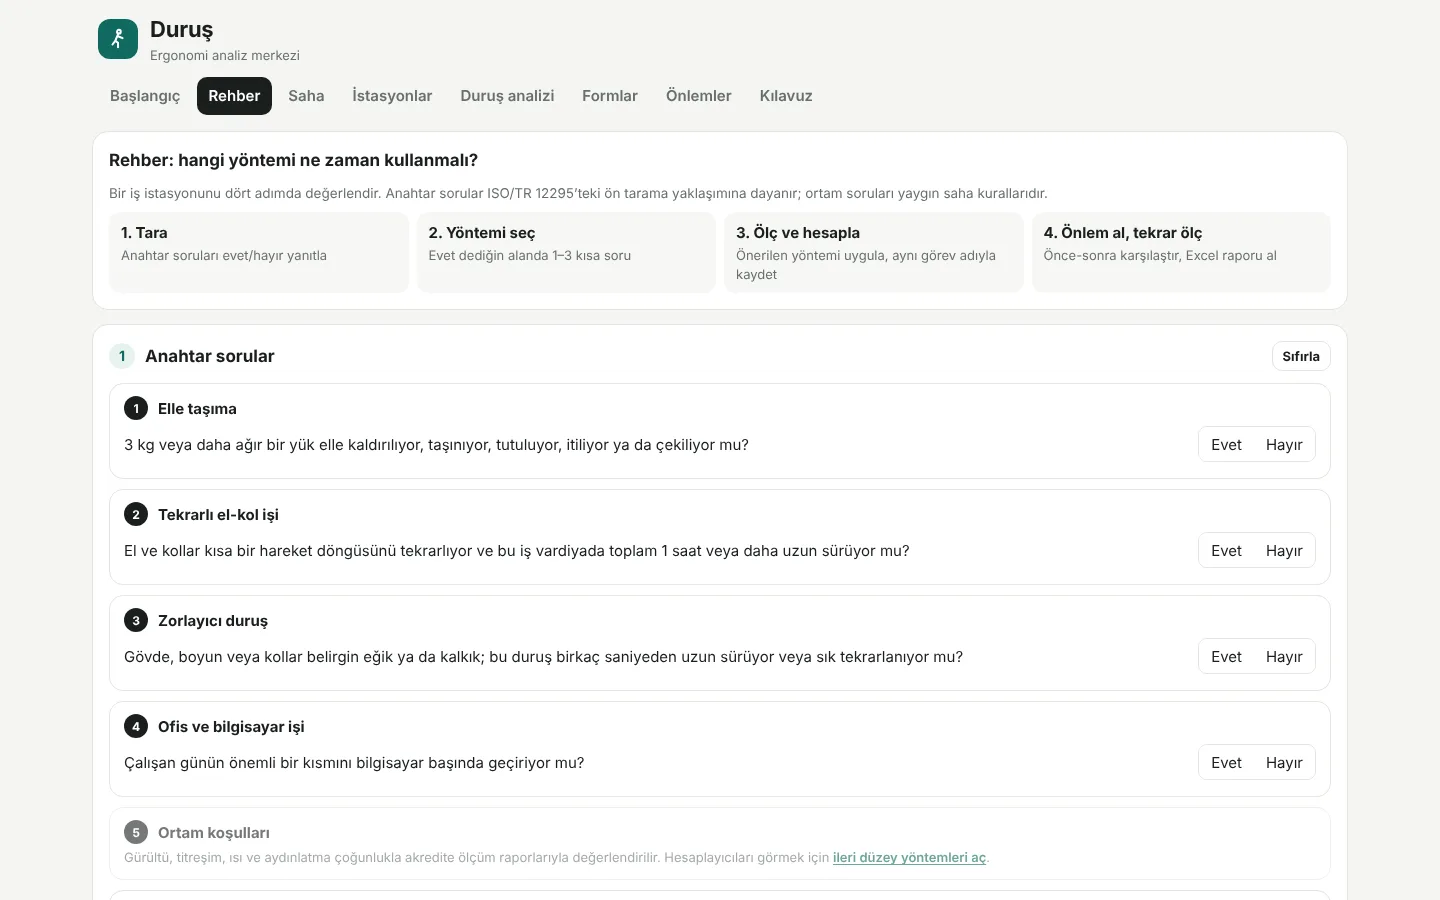 Duruş
Ergonomi analiz merkezi
Başlangıç
Rehber
Saha
İstasyonlar
Duruş analizi
Formlar
Önlemler
Kılavuz
Rehber: hangi yöntemi ne zaman kullanmalı?
Bir iş istasyonunu dört adımda değerlendir. Anahtar sorular ISO/TR 12295’teki ön tarama yaklaşımına dayanır; ortam soruları yaygın saha kurallarıdır.
1. Tara
Anahtar soruları evet/hayır yanıtla
2. Yöntemi seç
Evet dediğin alanda 1–3 kısa soru
3. Ölç ve hesapla
Önerilen yöntemi uygula, aynı görev adıyla
kaydet
4. Önlem al, tekrar ölç
Önce-sonra karşılaştır, Excel raporu al
1
Anahtar sorular
Sıfırla
1
Elle taşıma
3 kg veya daha ağır bir yük elle kaldırılıyor, taşınıyor, tutuluyor, itiliyor ya da çekiliyor mu?
Evet
Hayır
2
Tekrarlı el-kol işi
El ve kollar kısa bir hareket döngüsünü tekrarlıyor ve bu iş vardiyada toplam 1 saat veya daha uzun sürüyor mu?
Evet
Hayır
3
Zorlayıcı duruş
Gövde, boyun veya kollar belirgin eğik ya da kalkık; bu duruş birkaç saniyeden uzun sürüyor veya sık tekrarlanıyor mu?
Evet
Hayır
4
Ofis ve bilgisayar işi
Çalışan günün önemli bir kısmını bilgisayar başında geçiriyor mu?
Evet
Hayır
5
Ortam koşulları
Gürültü, titreşim, ısı ve aydınlatma çoğunlukla akredite ölçüm raporlarıyla değerlendirilir. Hesaplayıcıları görmek için ileri düzey yöntemleri aç.